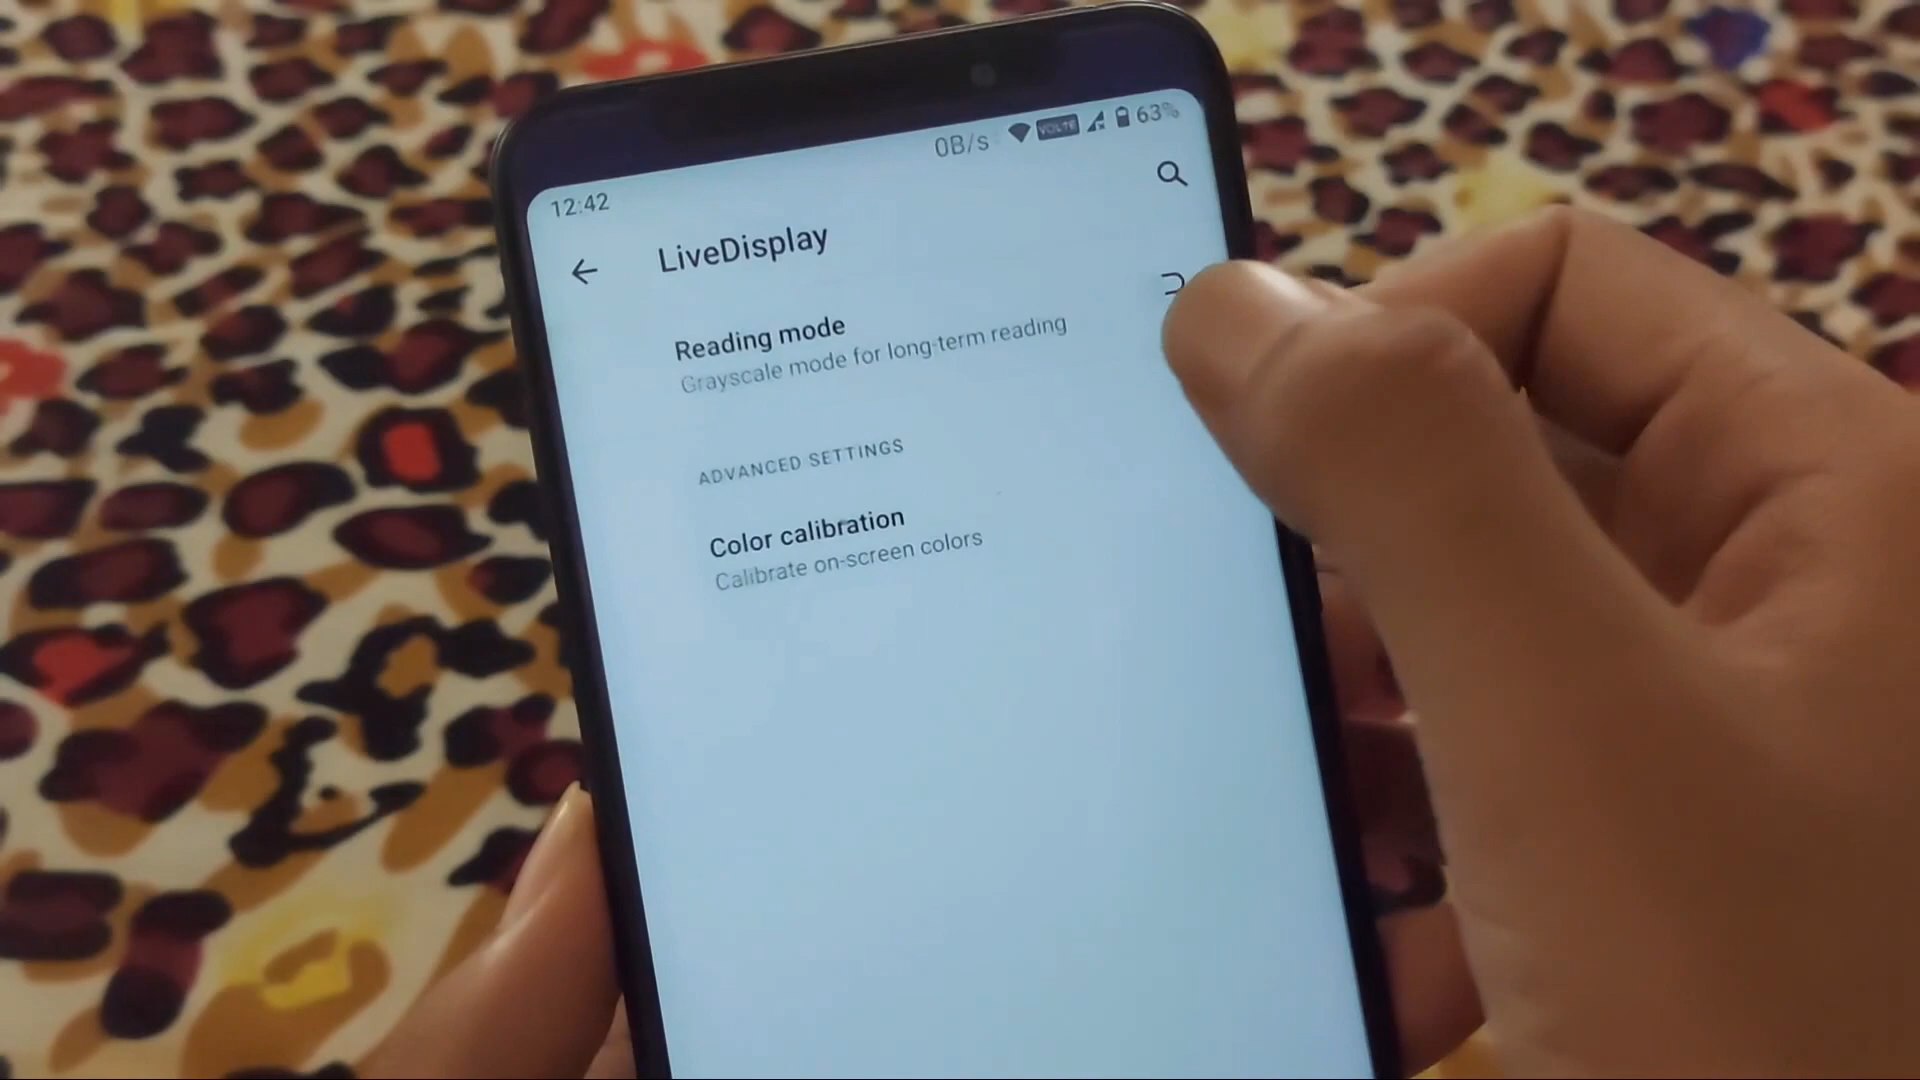 12:42
0B/s VOLTE 63%
LiveDisplay
Reading mode
Grayscale mode for long-term reading
ADVANCED SETTINGS
Color calibration
Calibrate on-screen colors